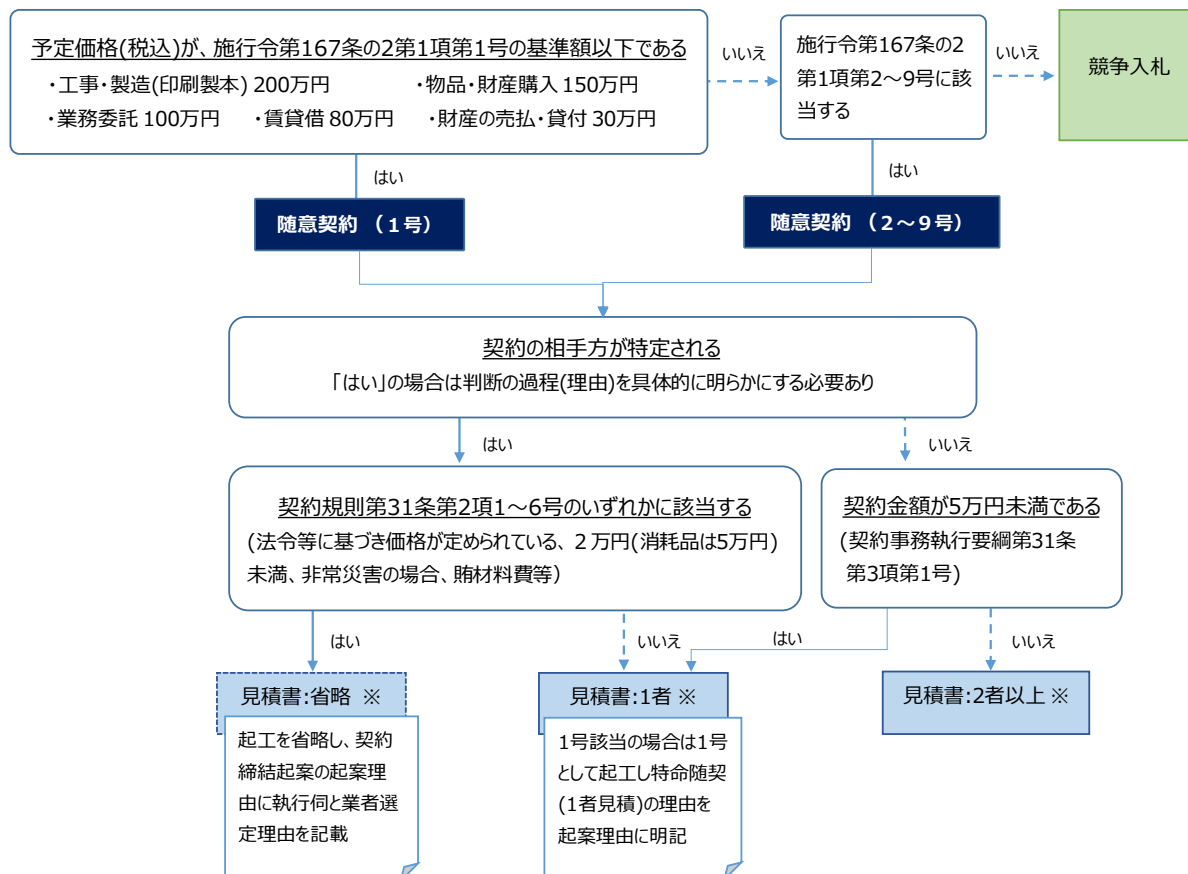 予定価格(税込)が、施行令第167条の2第1項第1号の基準額以下である
・工事・製造(印刷製本) 200万円 ・物品・財産購入 150万円
・業務委託 100万円 ・賃貸借 80万円 ・財産の売払・貸付 30万円
いいえ
施行令第167条の2
第1項第2～9号に該
当する
いいえ
競争入札
はい
はい
随意契約 （１号）
随意契約 （２～９号）
契約の相手方が特定される
「はい」の場合は判断の過程(理由)を具体的に明らかにする必要あり
はい
いいえ
契約規則第31条第2項1～6号のいずれかに該当する
(法令等に基づき価格が定められている、２万円(消耗品は5万円)
未満、非常災害の場合、賄材料費等）
契約金額が5万円未満である
(契約事務執行要綱第31条
第3項第1号)
はい
いいえ
はい
いいえ
見積書:省略 ※
見積書:1者 ※
見積書:2者以上 ※
起工を省略し、契約
締結起案の起案理
由に執行伺と業者選
定理由を記載
1号該当の場合は1号
として起工し特命随契
(1者見積)の理由を
起案理由に明記